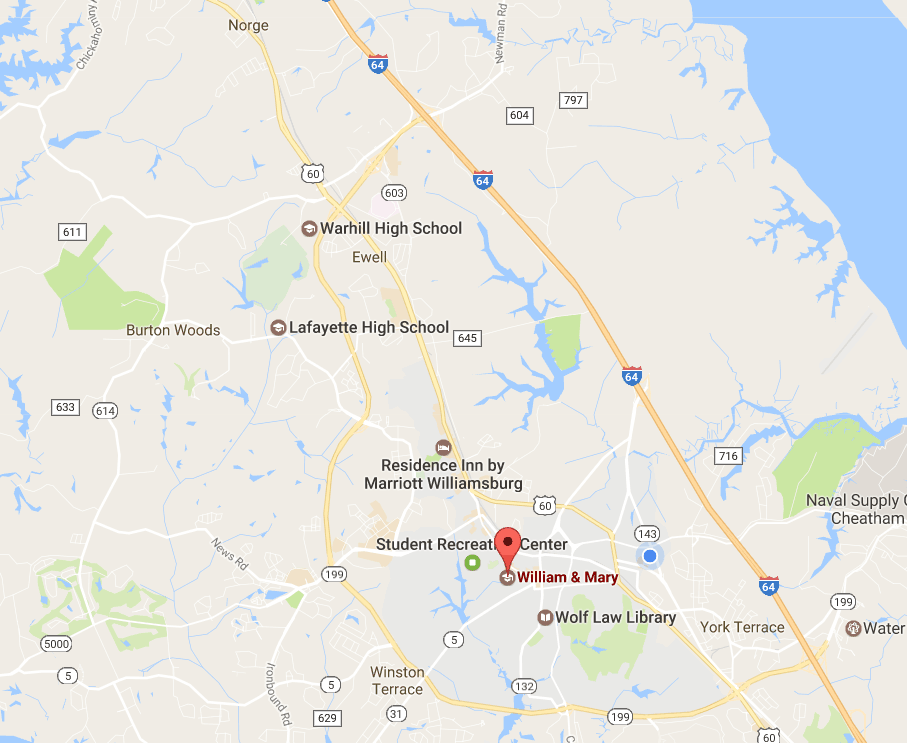 Norge
Chickahominy
Newman Rd
64
797
604
60
64
603
611
Warhill High School
Ewell
Burton Woods
Lafayette High School
645
64
633
614
Residence Inn by
Marriott Williamsburg
716
60
Naval Supply
Cheatham
143
Student Recreation Center
News Rd
199
William & Mary
64
199
Wolf Law Library
York Terrace
Water
5000
5
5
Winston
Terrace
5
132
Ironbound Rd
629
31
199
60